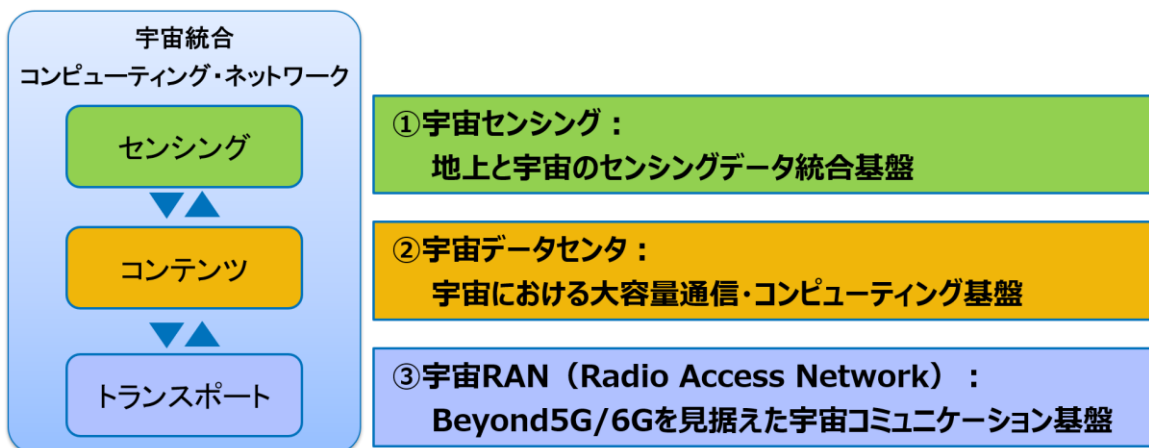 宇宙統合
コンピューティング・ネットワーク
センシング
コンテンツ
トランスポート
①宇宙センシング：
地上と宇宙のセンシングデータ統合基盤
②宇宙データセンタ：
宇宙における大容量通信・コンピューティング基盤
③宇宙RAN（Radio Access Network）：
Beyond5G/6Gを見据えた宇宙コミュニケーション基盤